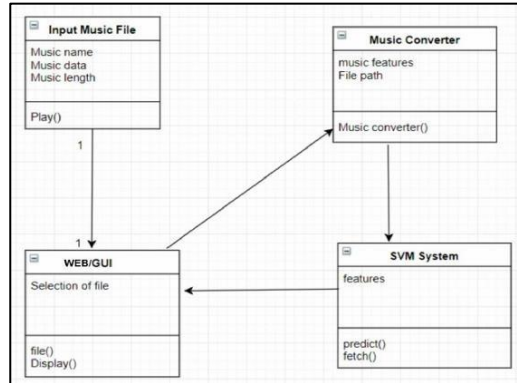 Input Music File
Music name
Music data
Music length
Play()
1
1
Music Converter
music features
File path
Music converter()
WEB/GUI
Selection of file
file()
Display()
SVM System
features
predict()
fetch()